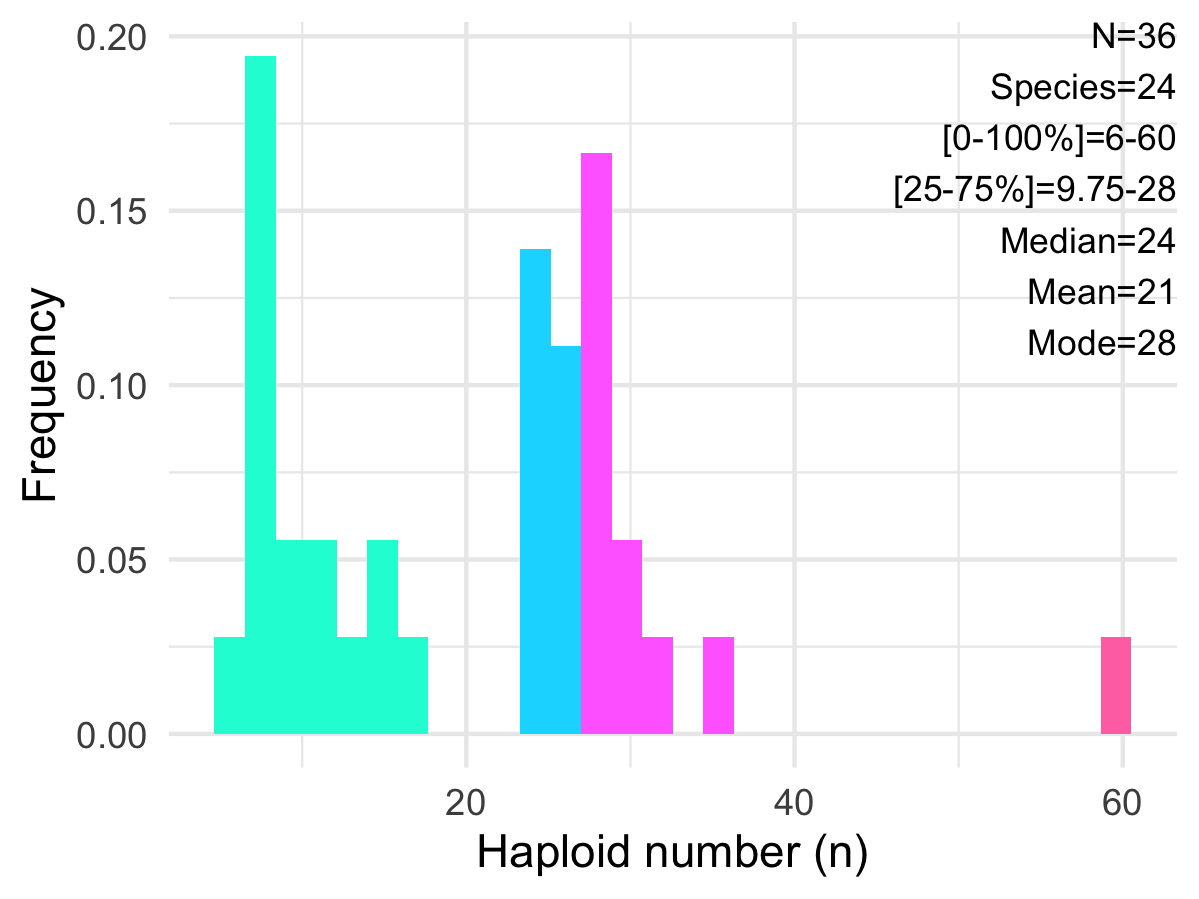 0.20
0.15
0.10
0.05
0.00
Frequency
N=36
Species=24
[0-100%]=6-60
[25-75%]=9.75-28
Median=24
Mean=21
Mode=28
20
40
60
Haploid number (n)